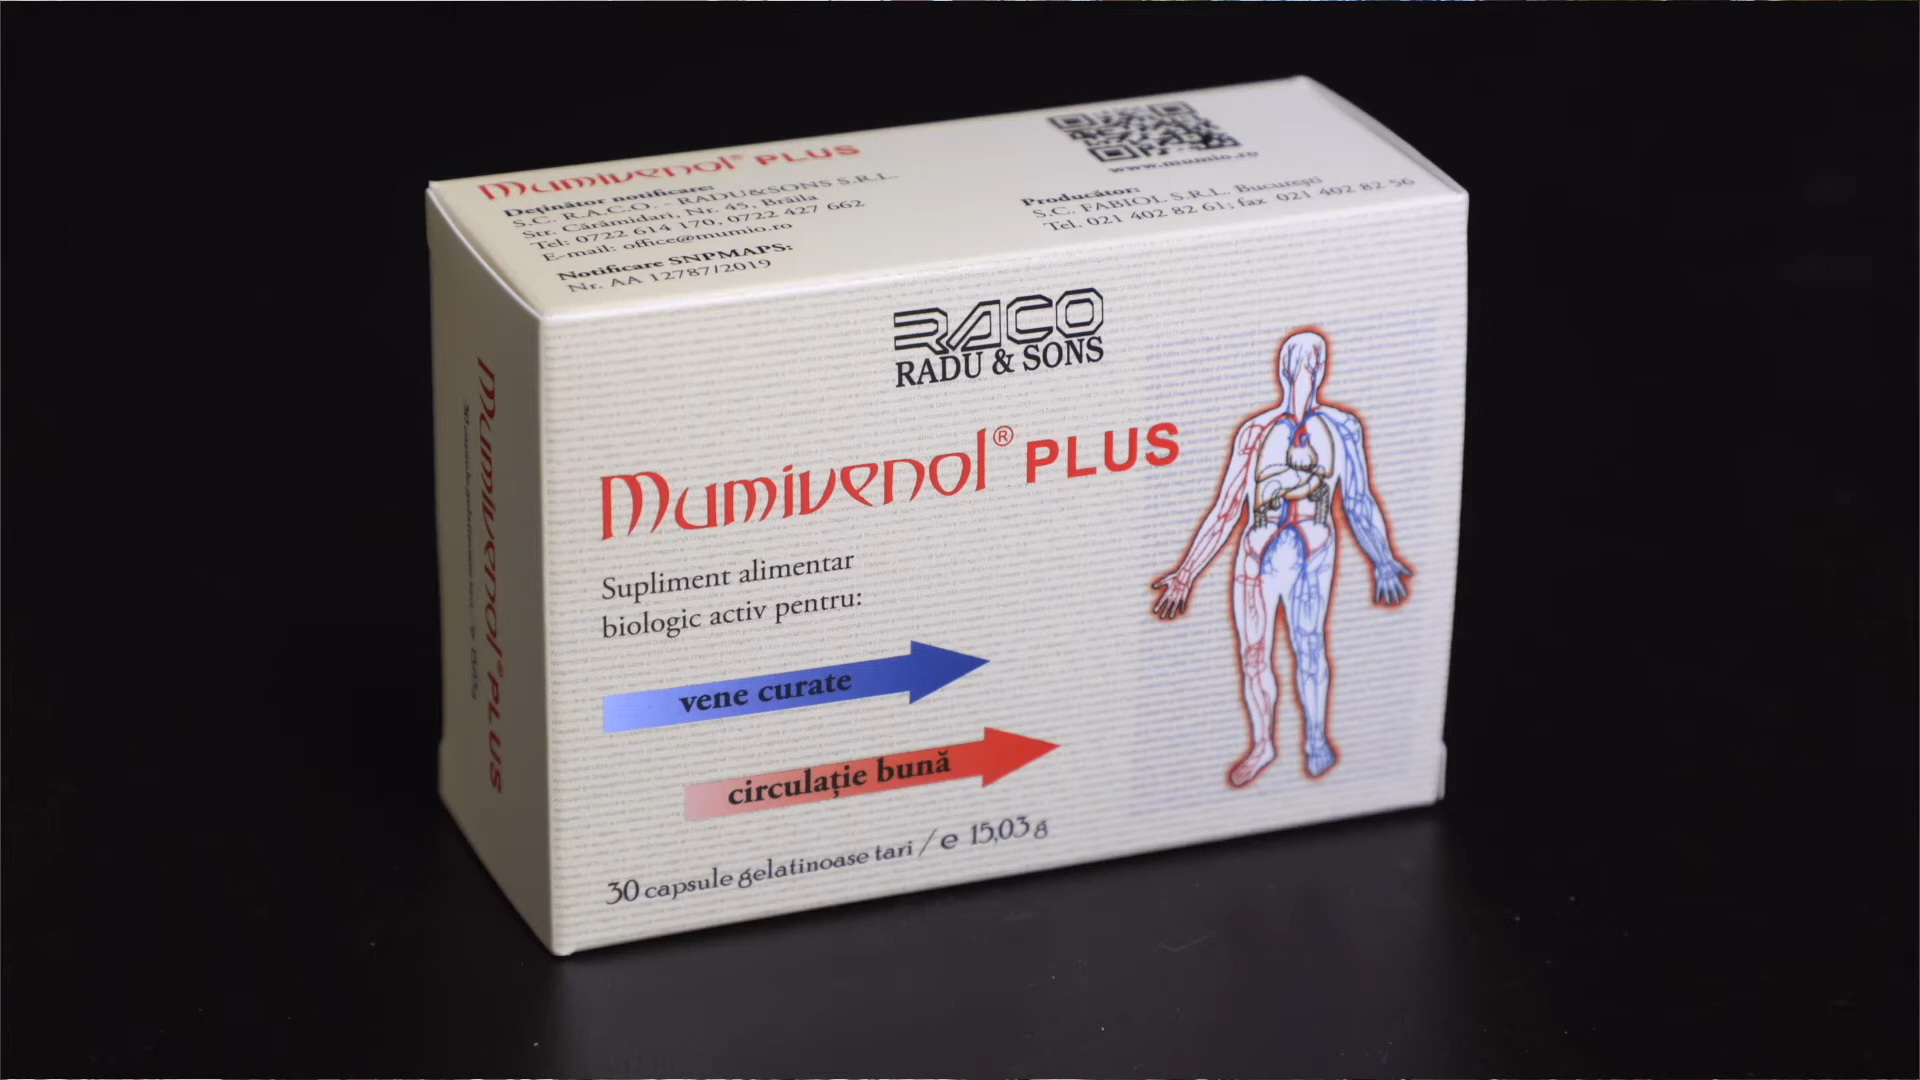 Mumivenol® PLUS
Deţinător notificare:
S.C. R.A.C.O. - RADU&SONS S.R.L.
Str. Cărămidari, Nr. 45, Brăila
Tel: 0722 614 170, 0722 427 662
E-mail: office@mumio.ro
Notificare SNPMAPS:
Nr. AA 12787/2019
www.mumio.ro
Producător:
S.C. FABIOL S.R.L. Bucureşti
Tel. 021 402 82 61; fax 021 402 82 56
RACO
RADU & SONS
Mumivenol® PLUS
Supliment alimentar
biologic activ pentru:
vene curate
circulaţie bună
30 capsule gelatinoase tari / e 15,03 g
Mumivenol® PLUS